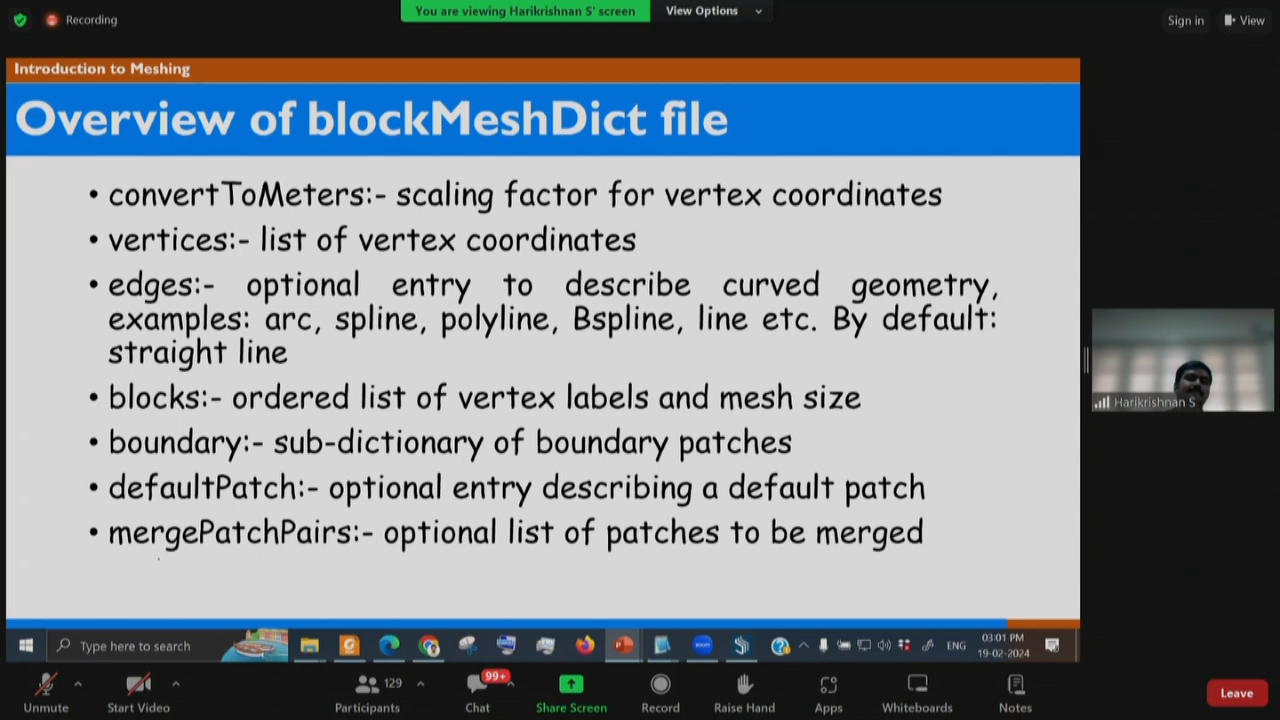 Recording
You are viewing Harikrishnan S' screen
View Options
Sign in
View
Introduction to Meshing
Overview of blockMeshDict file
• convertToMeters:- scaling factor for vertex coordinates
• vertices:- list of vertex coordinates
• edges:- optional entry to describe curved geometry,
examples: arc, spline, polyline, Bspline, line etc. By default:
straight line
• blocks:- ordered list of vertex labels and mesh size
• boundary:- sub-dictionary of boundary patches
• defaultPatch:- optional entry describing a default patch
• mergePatchPairs:- optional list of patches to be merged
Harikrishnan S
Type here to search
ENG
03:01 PM
19-02-2024
Unmute
Start Video
129
Participants
99+
Chat
Share Screen
Record
Raise Hand
Apps
Whiteboards
Notes
Leave